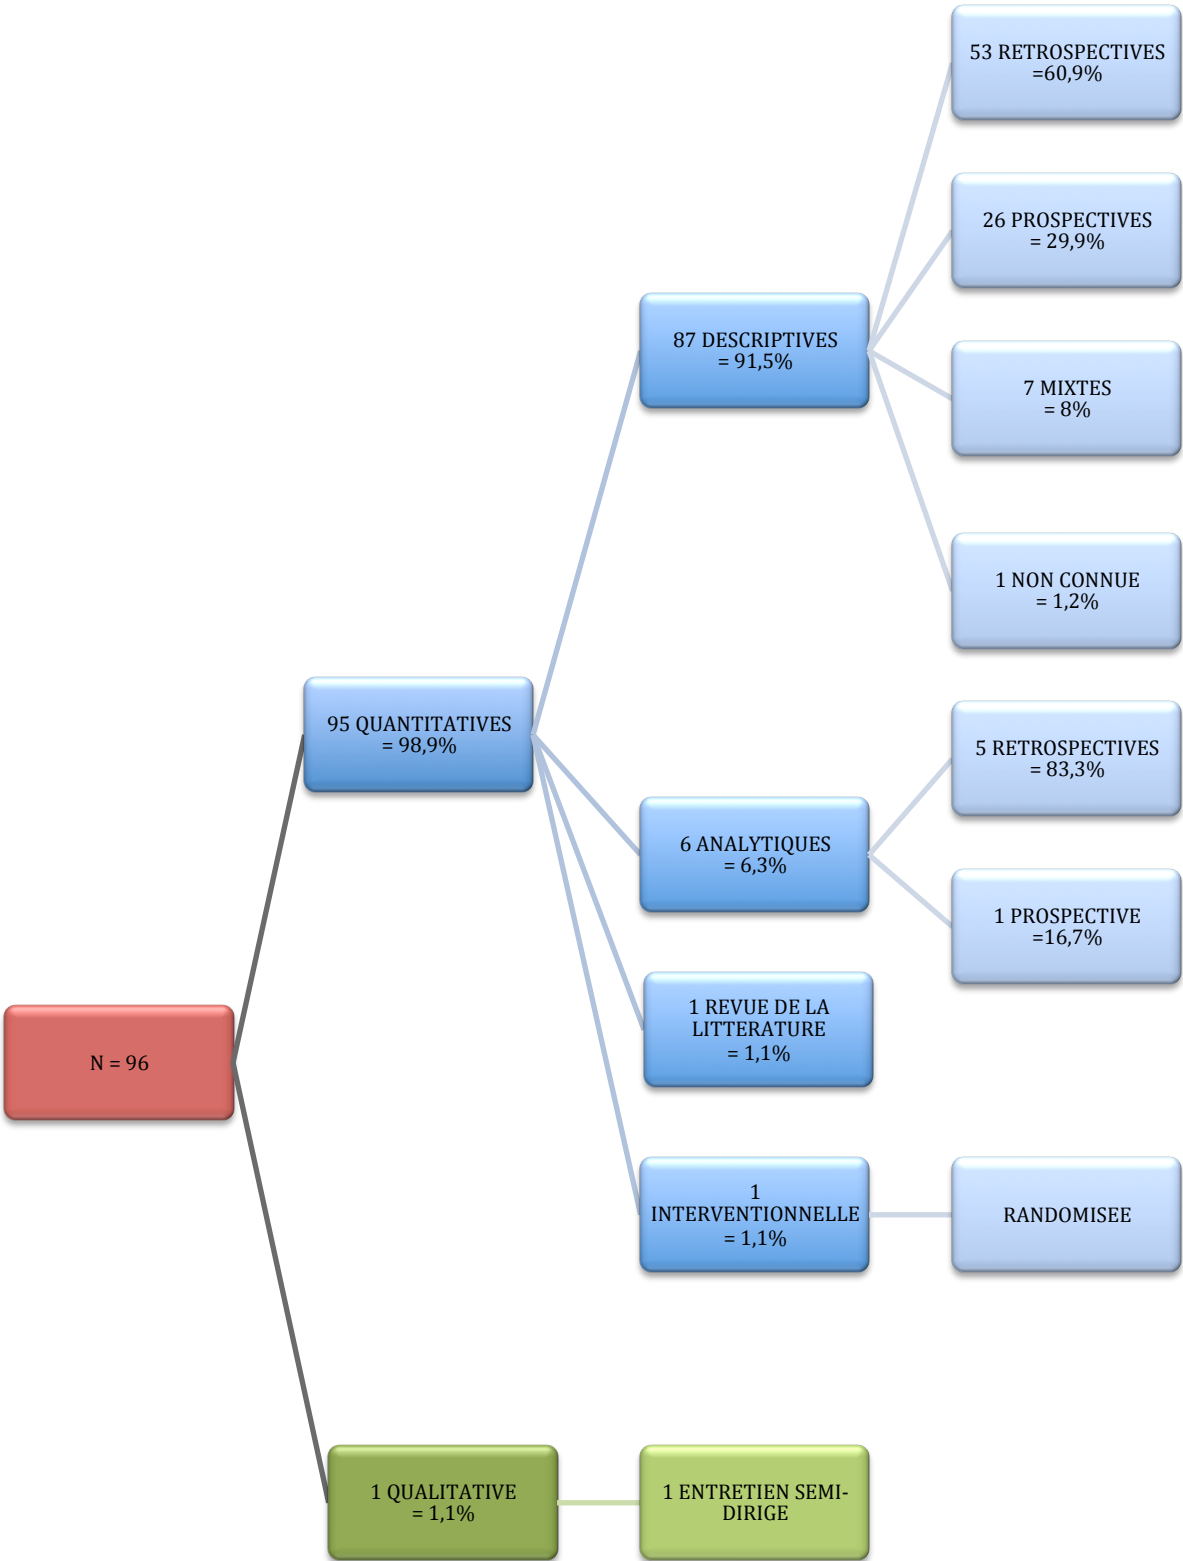 53 RETROSPECTIVES
=60,9%
26 PROSPECTIVES
= 29,9%
87 DESCRIPTIVES
= 91,5%
7 MIXTES
= 8%
1 NON CONNUE
= 1,2%
95 QUANTITATIVES
= 98,9%
5 RETROSPECTIVES
= 83,3%
6 ANALYTIQUES
= 6,3%
1 PROSPECTIVE
=16,7%
1 REVUE DE LA
LITTERATURE
= 1,1%
N = 96
1
INTERVENTIONNELLE
= 1,1%
RANDOMISEE
1 QUALITATIVE
= 1,1%
1 ENTRETIEN SEMI-
DIRIGE